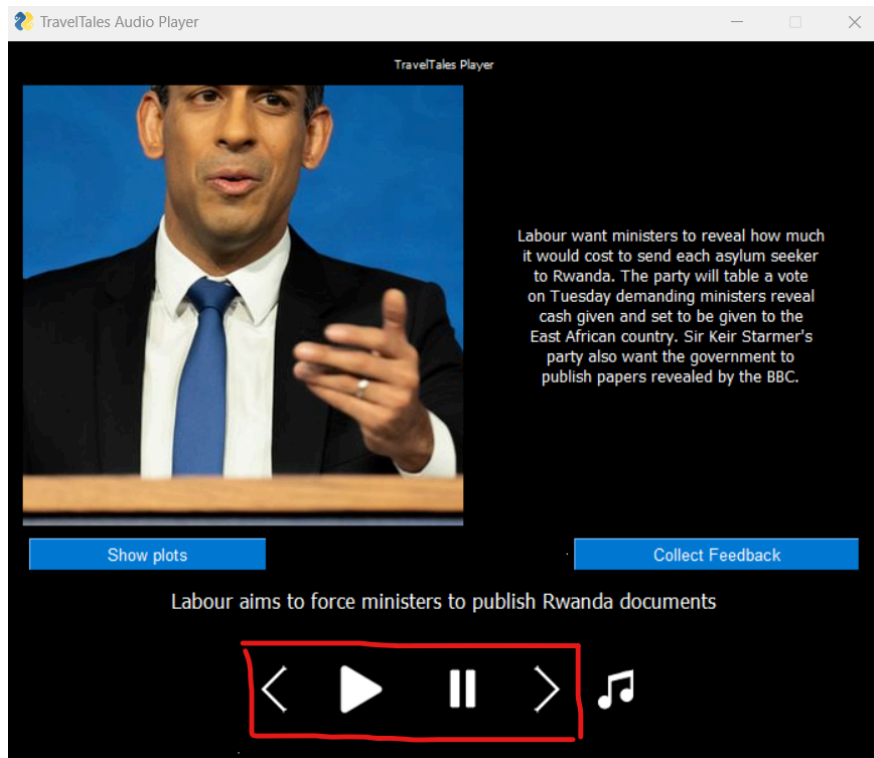 TravelTales Audio Player
TravelTales Player
Labour want ministers to reveal how much
it would cost to send each asylum seeker
to Rwanda. The party will table a vote
on Tuesday demanding ministers reveal
cash given and set to be given to the
East African country. Sir Keir Starmer's
party also want the government to
publish papers revealed by the BBC.
Show plots
Collect Feedback
Labour aims to force ministers to publish Rwanda documents